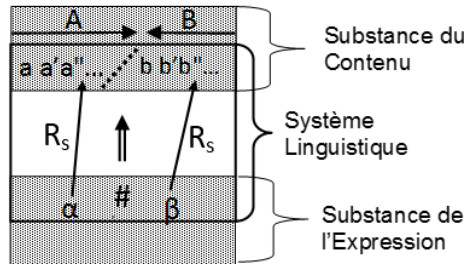 A B
a a'a"... b b'b"...
Substance du
Contenu
Rs Rs
Système
Linguistique
α # β
Substance de
l'Expression